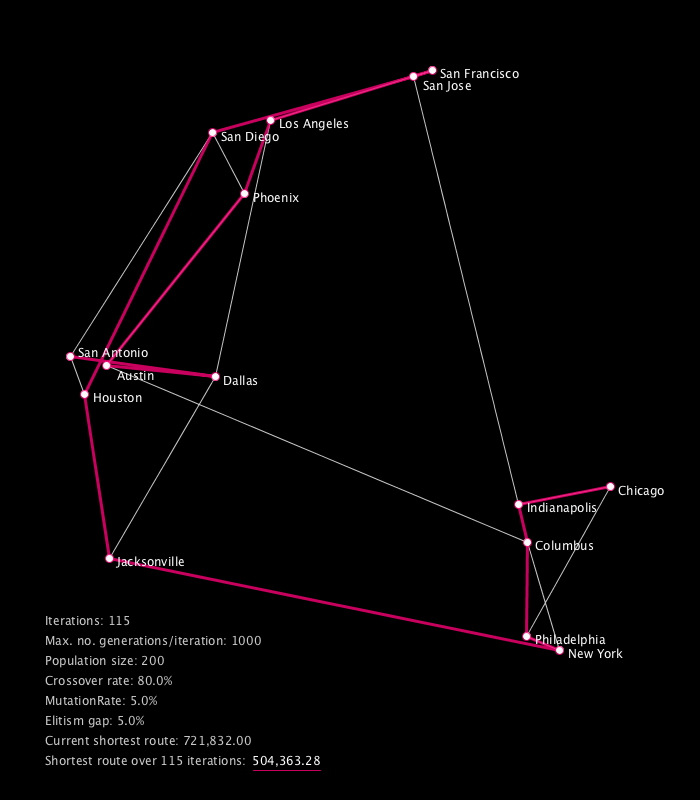 San Francisco
San Jose
Los Angeles
San Diego
Phoenix
San Antonio
Austin
Dallas
Houston
Chicago
Indianapolis
Columbus
Jacksonville
Philadelphia
New York
Iterations: 115
Max. no. generations/iteration: 1000
Population size: 200
Crossover rate: 80.0%
MutationRate: 5.0%
Elitism gap: 5.0%
Current shortest route: 721,832.00
Shortest route over 115 iterations: 504,363.28